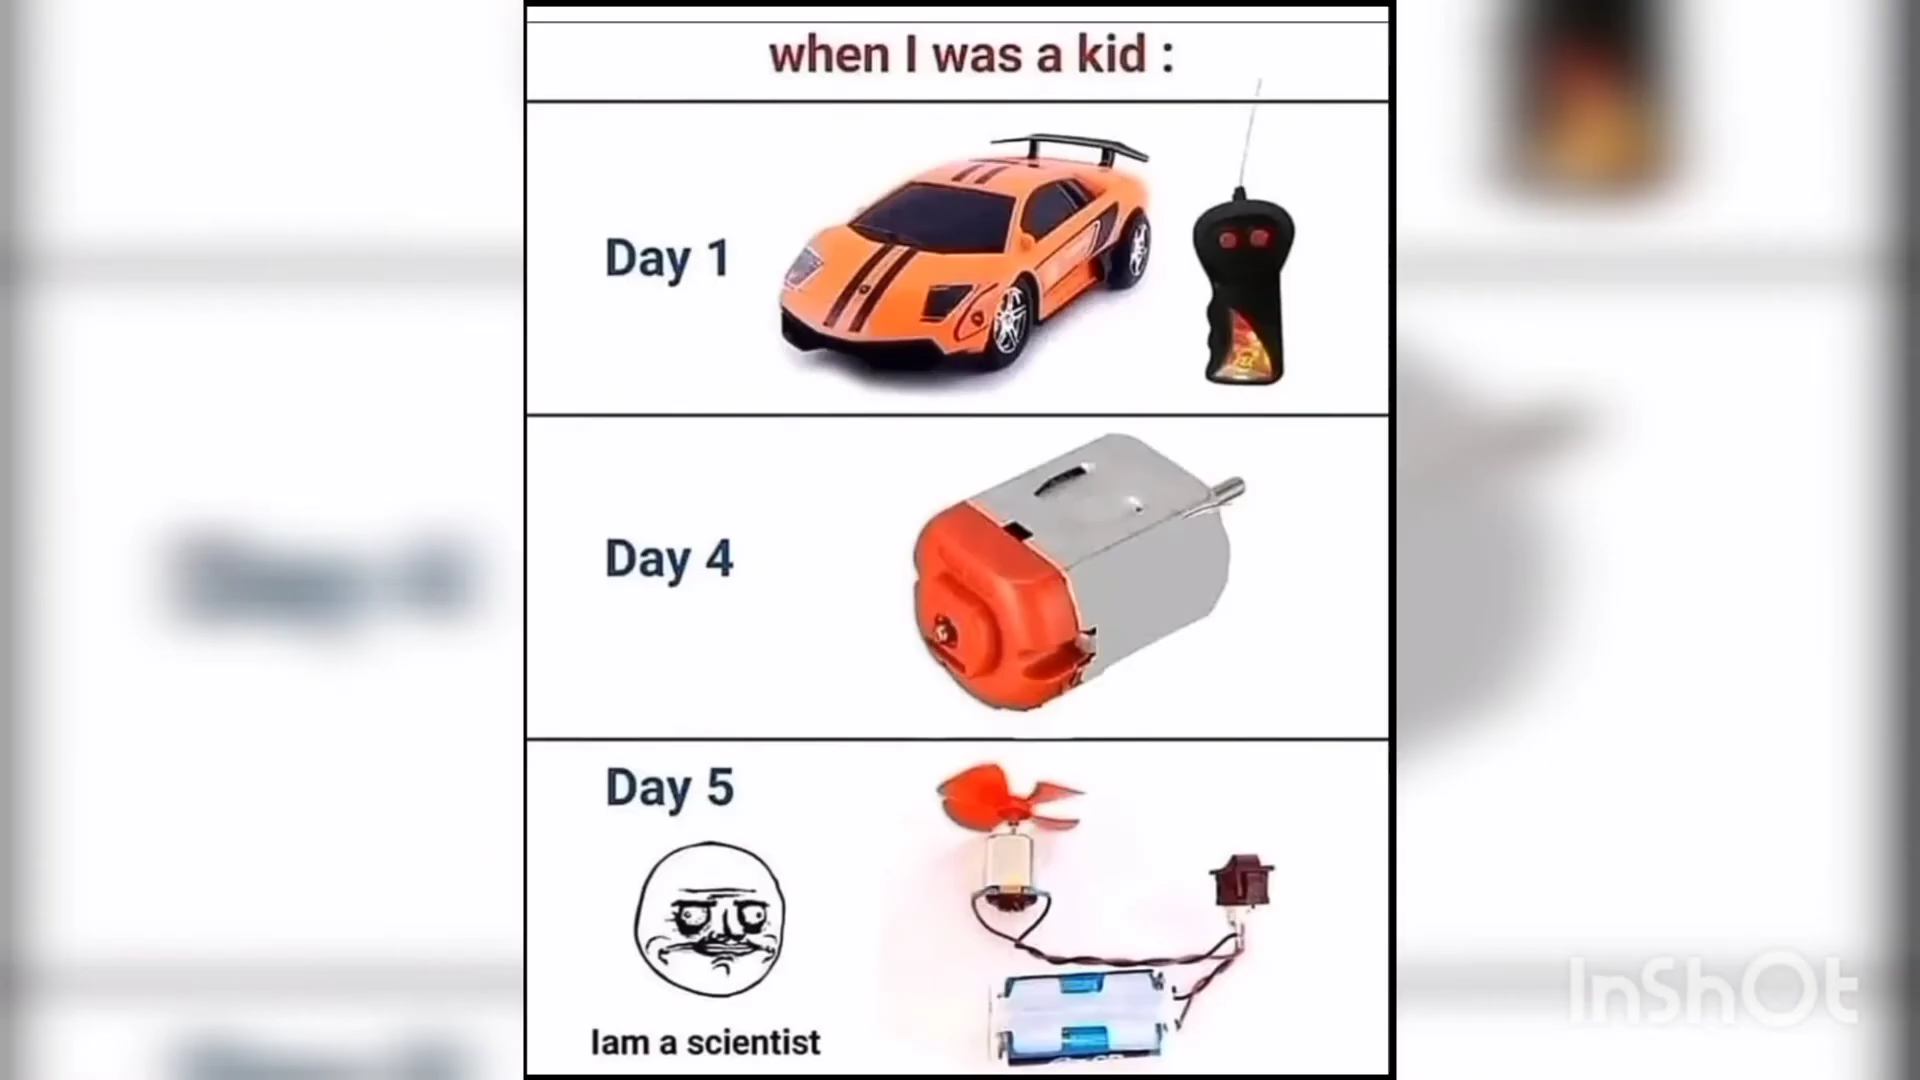 when I was a kid :
Day 1
Day 4
Day 5
Iam a scientist
InShOt